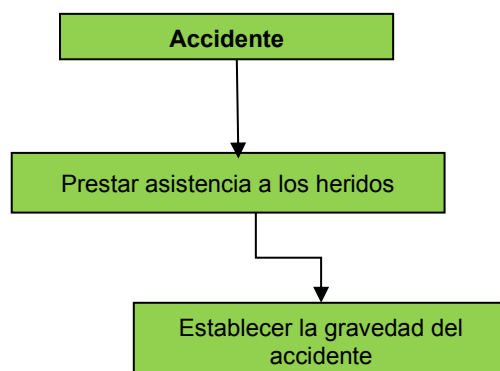 Accidente
Prestar asistencia a los heridos
Establecer la gravedad del
accidente